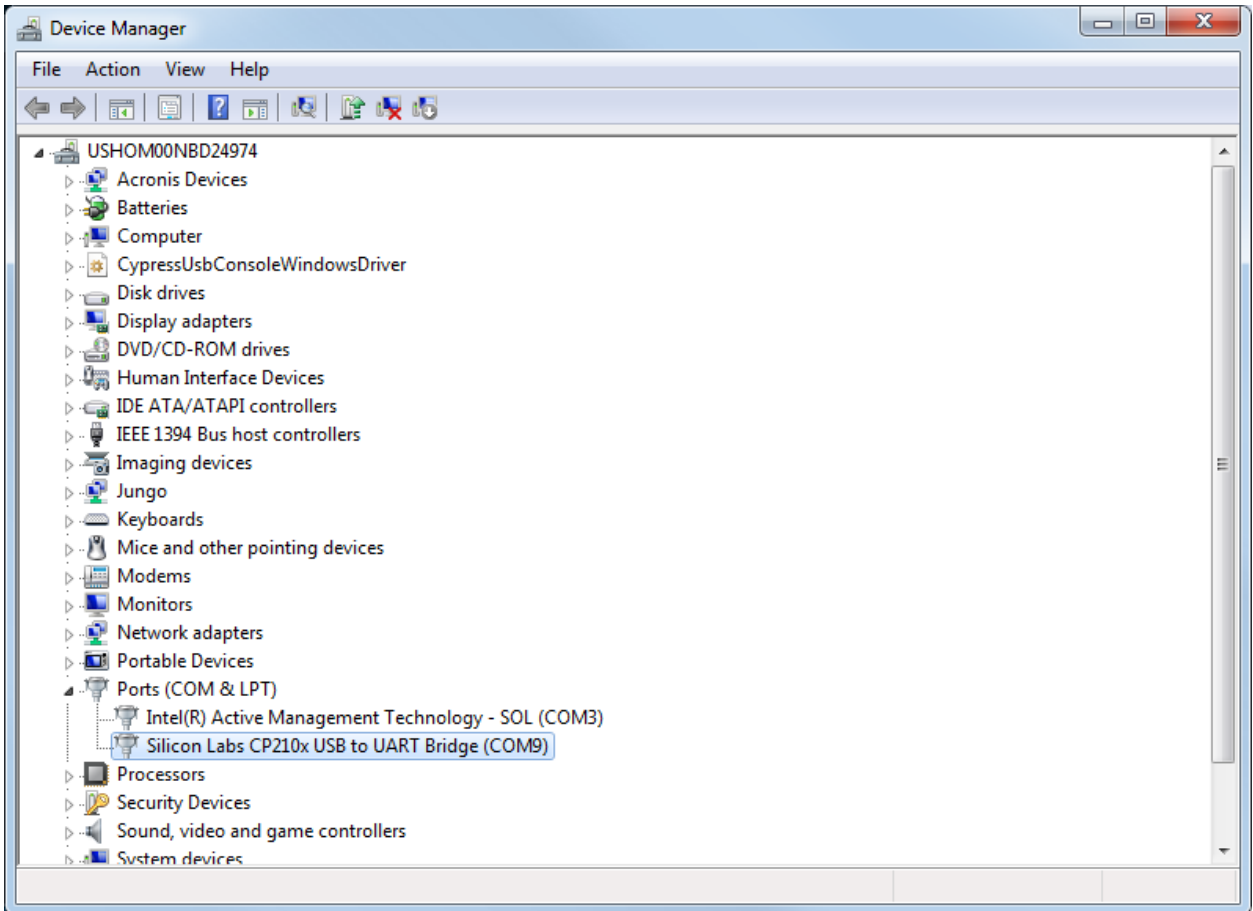 Device Manager
File Action View Help
USHOM00NBD24974
Acronis Devices
Batteries
Computer
CypressUsbConsoleWindowsDriver
Disk drives
Display adapters
DVD/CD-ROM drives
Human Interface Devices
IDE ATA/ATAPI controllers
IEEE 1394 Bus host controllers
Imaging devices
Jungo
Keyboards
Mice and other pointing devices
Modems
Monitors
Network adapters
Portable Devices
Ports (COM & LPT)
Intel(R) Active Management Technology - SOL (COM3)
Silicon Labs CP210x USB to UART Bridge (COM9)
Processors
Security Devices
Sound, video and game controllers
System devices